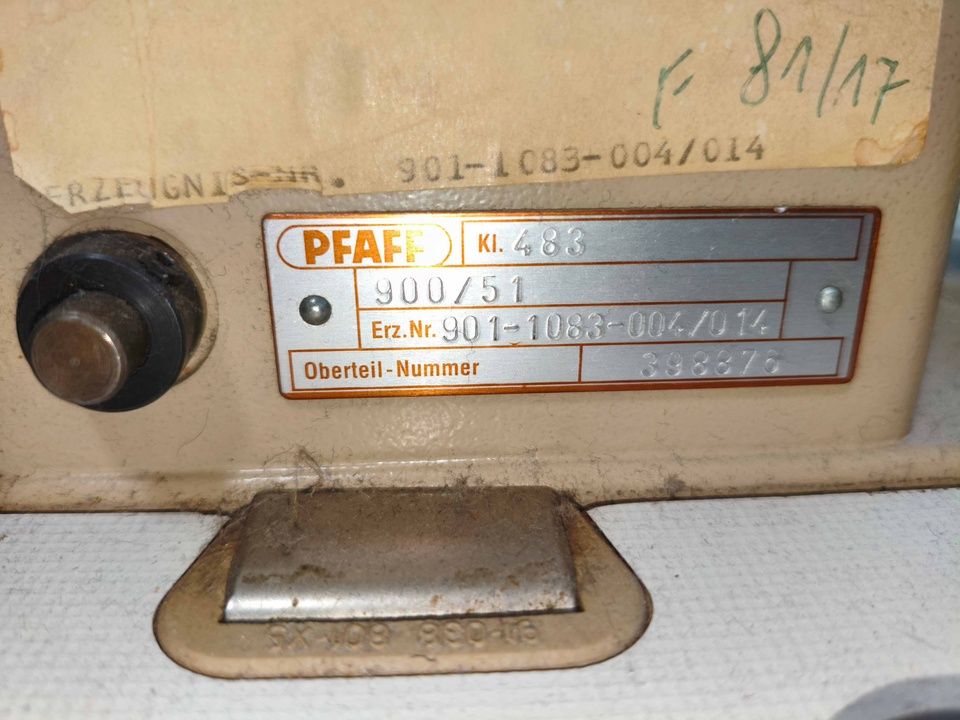 F 81/17
ERZEUGNIS-NR. 901-1083-004/014
PFAFF Kl. 483
900/51
Erz.Nr. 901-1083-004/014
Oberteil-Nummer 398876